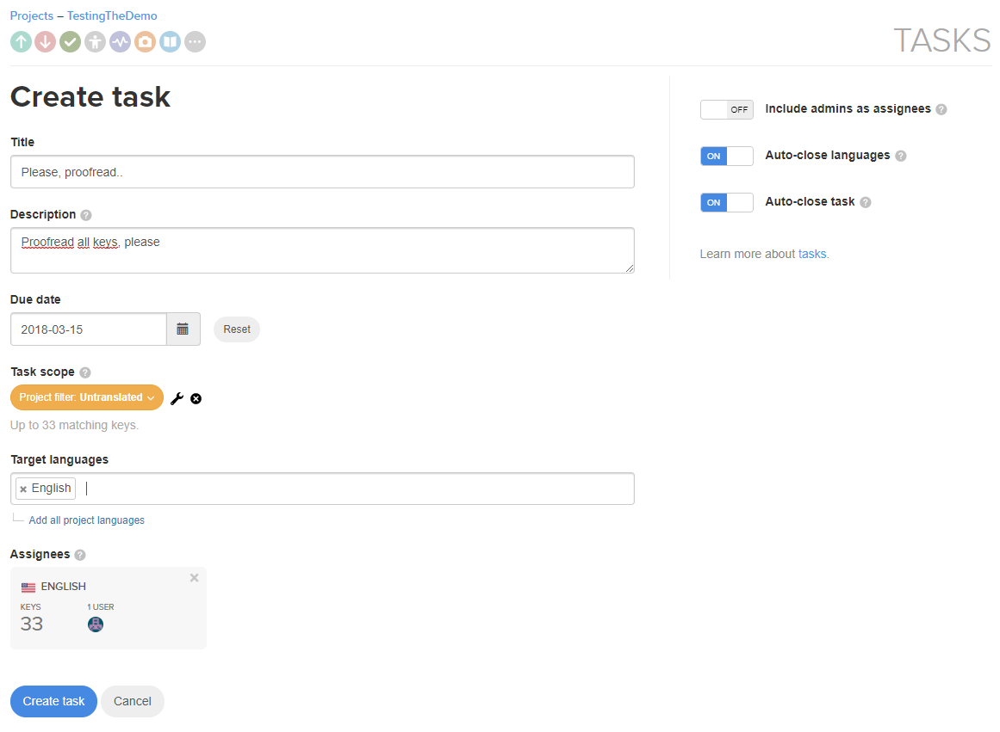 Projects – TestingTheDemo
TASKS
Create task
Title
Please, proofread..
Description ?
Proofread all keys, please
Due date
2018-03-15
Reset
Task scope ?
Project filter: Untranslated
Up to 33 matching keys.
Target languages
× English
Add all project languages
Assignees ?
ENGLISH
KEYS 1 USER
33
Create task Cancel
OFF Include admins as assignees ?
ON Auto-close languages ?
ON Auto-close task ?
Learn more about tasks.